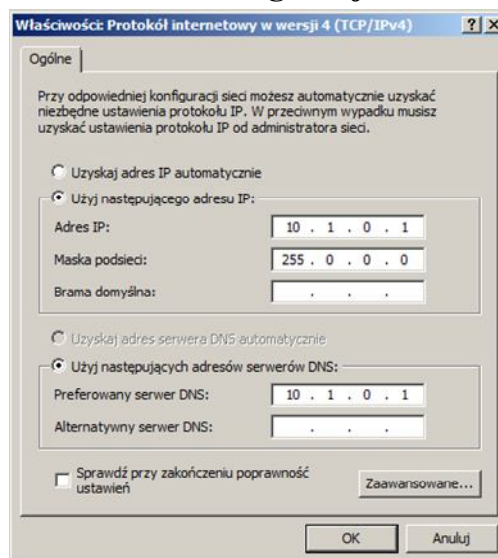 Właściwości: Protokół internetowy w wersji 4 (TCP/IPv4)
Ogólne
Przy odpowiedniej konfiguracji sieci możesz automatycznie uzyskać
niezbędne ustawienia protokołu IP. W przeciwnym wypadku musisz
uzyskać ustawienia protokołu IP od administratora sieci.
Uzyskaj adres IP automatycznie
Użyj następującego adresu IP:
Adres IP: 10 . 1 . 0 . 1
Maska podsieci: 255 . 0 . 0 . 0
Brama domyślna: . . .
Uzyskaj adres serwera DNS automatycznie
Użyj następujących adresów serwerów DNS:
Preferowany serwer DNS: 10 . 1 . 0 . 1
Alternatywny serwer DNS: . . .
Sprawdź przy zakończeniu poprawność
ustawień
Zaawansowane...
OK Anuluj